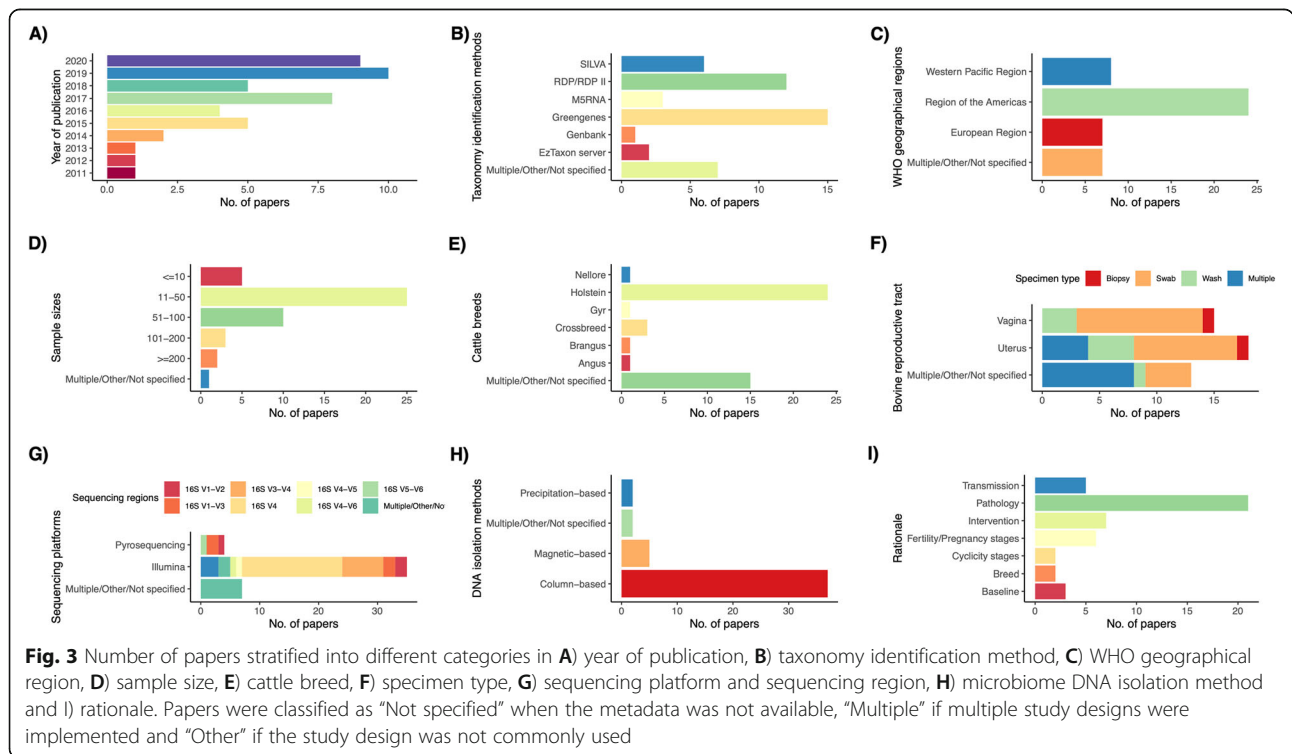 A)
Year of publication
2020
2019
2018
2017
2016
2015
2014
2013
2012
2011
0.0 2.5 5.0 7.5 10.0
No. of papers
B)
Taxonomy identification methods
SILVA
RDP/RDP II
M5RNA
Greengenes
Genbank
EzTaxon server
Multiple/Other/Not specified
0 5 10 15
No. of papers
C)
WHO geographical regions
Western Pacific Region
Region of the Americas
European Region
Multiple/Other/Not specified
0 5 10 15 20 25
No. of papers
D)
Sample sizes
<=10
11−50
51−100
101−200
>=200
Multiple/Other/Not specified
0 5 10 15 20 25
No. of papers
E)
Cattle breeds
Nellore
Holstein
Gyr
Crossbreed
Brangus
Angus
Multiple/Other/Not specified
0 5 10 15 20 25
No. of papers
F)
Specimen type Biopsy Swab Wash Multiple
Bovine reproductive tract
Vagina
Uterus
Multiple/Other/Not specified
0 5 10 15
No. of papers
G)
Sequencing regions
16S V1−V2 16S V3−V4 16S V4−V5 16S V5−V6
16S V1−V3 16S V4 16S V4−V6 Multiple/Other/No
Sequencing platforms
Pyrosequencing
Illumina
Multiple/Other/Not specified
0 10 20 30
No. of papers
H)
DNA isolation methods
Precipitation−based
Multiple/Other/Not specified
Magnetic−based
Column−based
0 10 20 30
No. of papers
I)
Rationale
Transmission
Pathology
Intervention
Fertility/Pregnancy stages
Cyclicity stages
Breed
Baseline
0 5 10 15 20
No. of papers
Fig. 3 Number of papers stratified into different categories in A) year of publication, B) taxonomy identification method, C) WHO geographical
region, D) sample size, E) cattle breed, F) specimen type, G) sequencing platform and sequencing region, H) microbiome DNA isolation method
and I) rationale. Papers were classified as “Not specified” when the metadata was not available, “Multiple” if multiple study designs were
implemented and “Other” if the study design was not commonly used